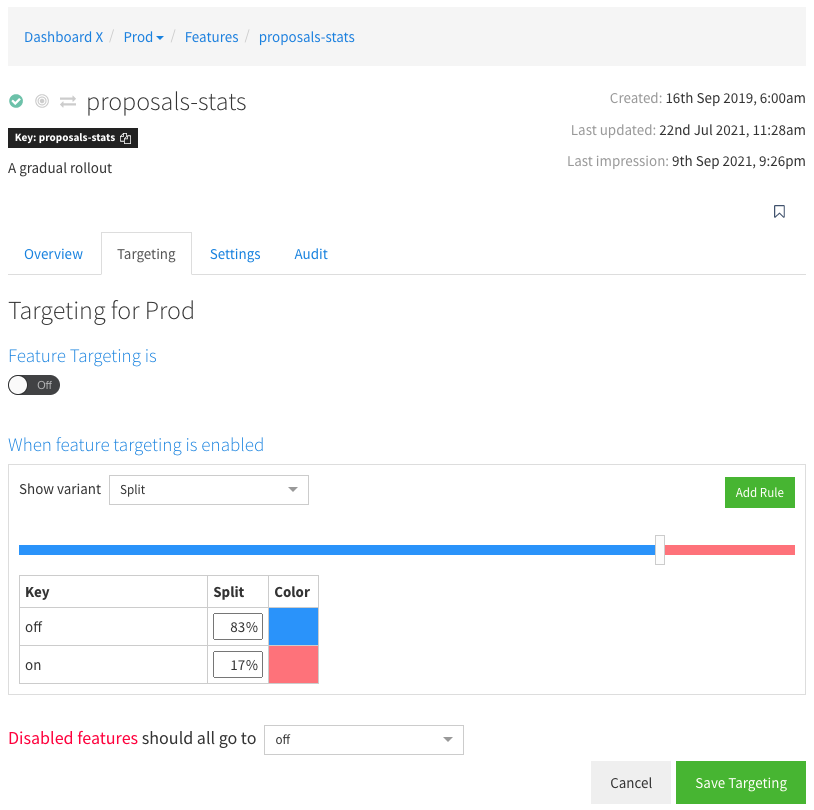 Dashboard X / Prod / Features / proposals-stats
proposals-stats
Key: proposals-stats
A gradual rollout
Created: 16th Sep 2019, 6:00am
Last updated: 22nd Jul 2021, 11:28am
Last impression: 9th Sep 2021, 9:26pm
Overview Targeting Settings Audit
Targeting for Prod
Feature Targeting is
Off
When feature targeting is enabled
Show variant Split Add Rule
Key Split Color
off 83%
on 17%
Disabled features should all go to off
Cancel Save Targeting